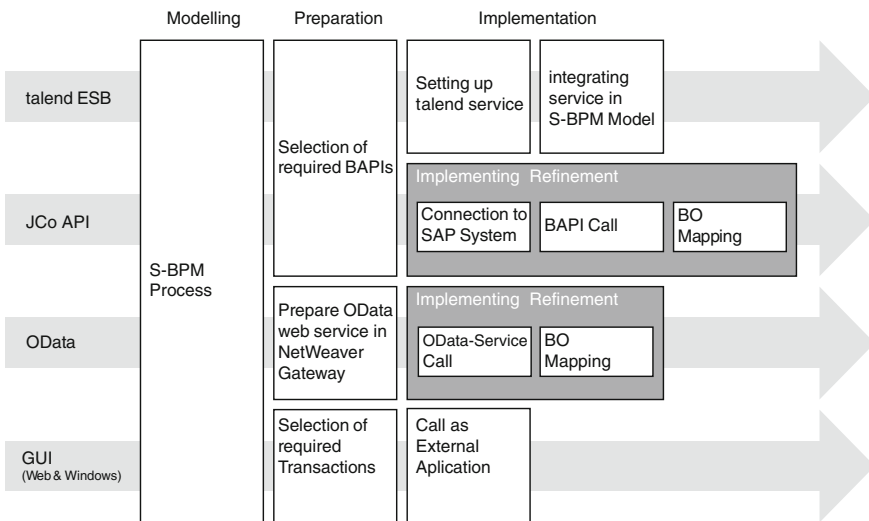 Modelling
Preparation
Implementation
talend ESB
JCo API
OData
GUI
(Web & Windows)
S-BPM
Process
Selection of
required BAPIs
Prepare OData
web service in
NetWeaver
Gateway
Selection of
required
Transactions
Setting up
talend service
integrating
service in
S-BPM Model
Implementing Refinement
Connection to
SAP System
BAPI Call
BO
Mapping
Implementing Refinement
OData-Service
Call
BO
Mapping
Call as
External
Aplication